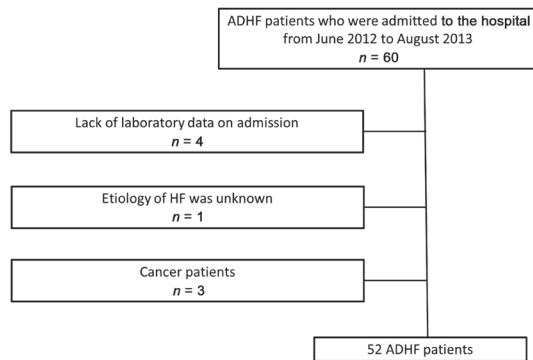 ADHF patients who were admitted to the hospital
from June 2012 to August 2013
n = 60
Lack of laboratory data on admission
n = 4
Etiology of HF was unknown
n = 1
Cancer patients
n = 3
52 ADHF patients